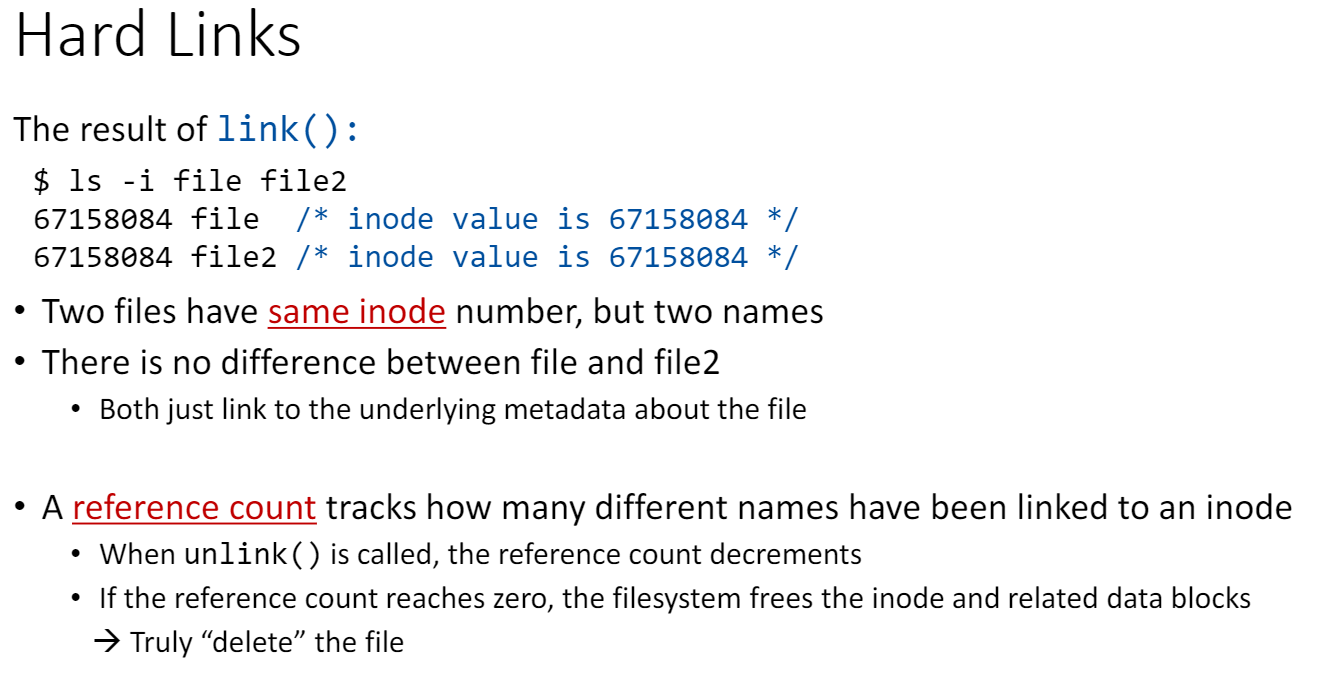 Hard Links
The result of link():
$ ls -i file file2
67158084 file /* inode value is 67158084 */
67158084 file2 /* inode value is 67158084 */
• Two files have same inode number, but two names
• There is no difference between file and file2
• Both just link to the underlying metadata about the file
• A reference count tracks how many different names have been linked to an inode
• When unlink() is called, the reference count decrements
• If the reference count reaches zero, the filesystem frees the inode and related data blocks
→ Truly “delete” the file